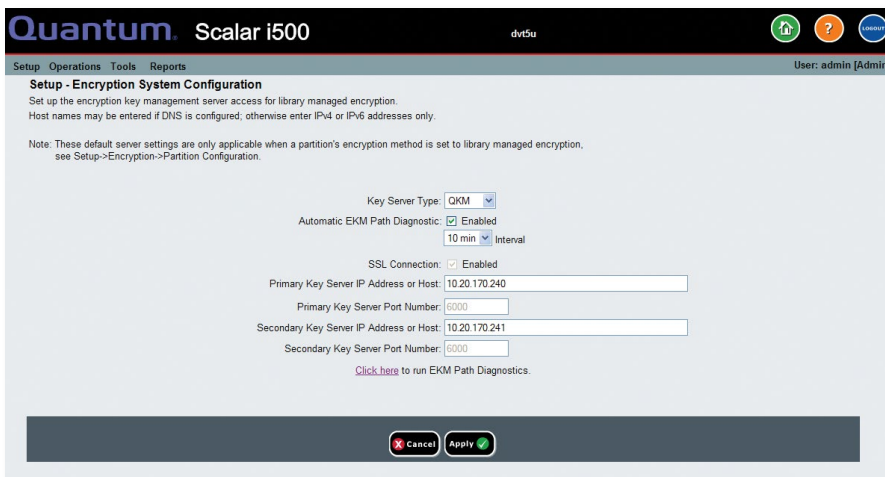 Quantum. Scalar i500 dvt5u LOGOUT
Setup Operations Tools Reports User: admin [Admin
Setup - Encryption System Configuration
Set up the encryption key management server access for library managed encryption.
Host names may be entered if DNS is configured; otherwise enter IPv4 or IPv6 addresses only.
Note: These default server settings are only applicable when a partition's encryption method is set to library managed encryption,
see Setup->Encryption->Partition Configuration.
Key Server Type: QKM
Automatic EKM Path Diagnostic: Enabled
10 min Interval
SSL Connection: Enabled
Primary Key Server IP Address or Host: 10.20.170.240
Primary Key Server Port Number: 6000
Secondary Key Server IP Address or Host: 10.20.170.241
Secondary Key Server Port Number: 6000
Click here to run EKM Path Diagnostics.
Cancel Apply